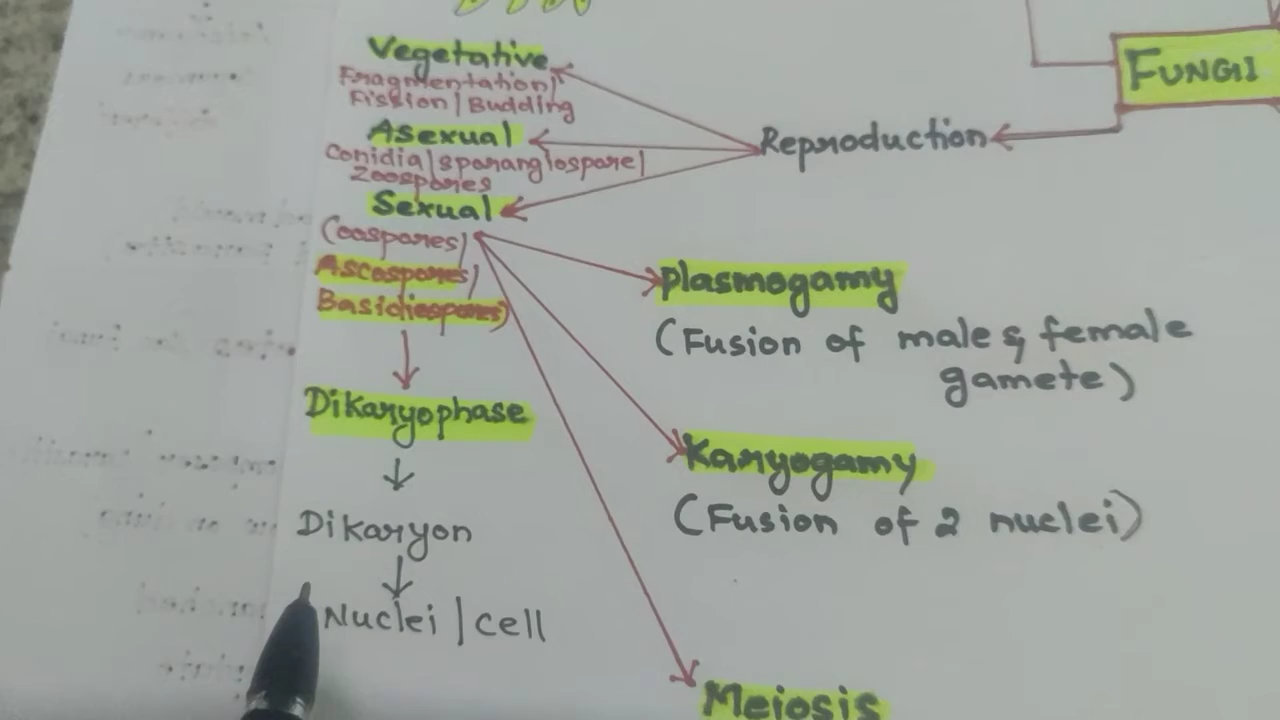 FUNGI
Reproduction
Vegetative
Fragmentation/
Fission/Budding
Asexual
Conidia/sporangiospore/
Zoospores
Sexual
(oospores/
Ascospores/
Basidiospores)
Dikaryophase
Dikaryon
Nuclei/cell
Plasmogamy
(Fusion of male & female
gamete)
Karyogamy
(Fusion of 2 nuclei)
Meiosis